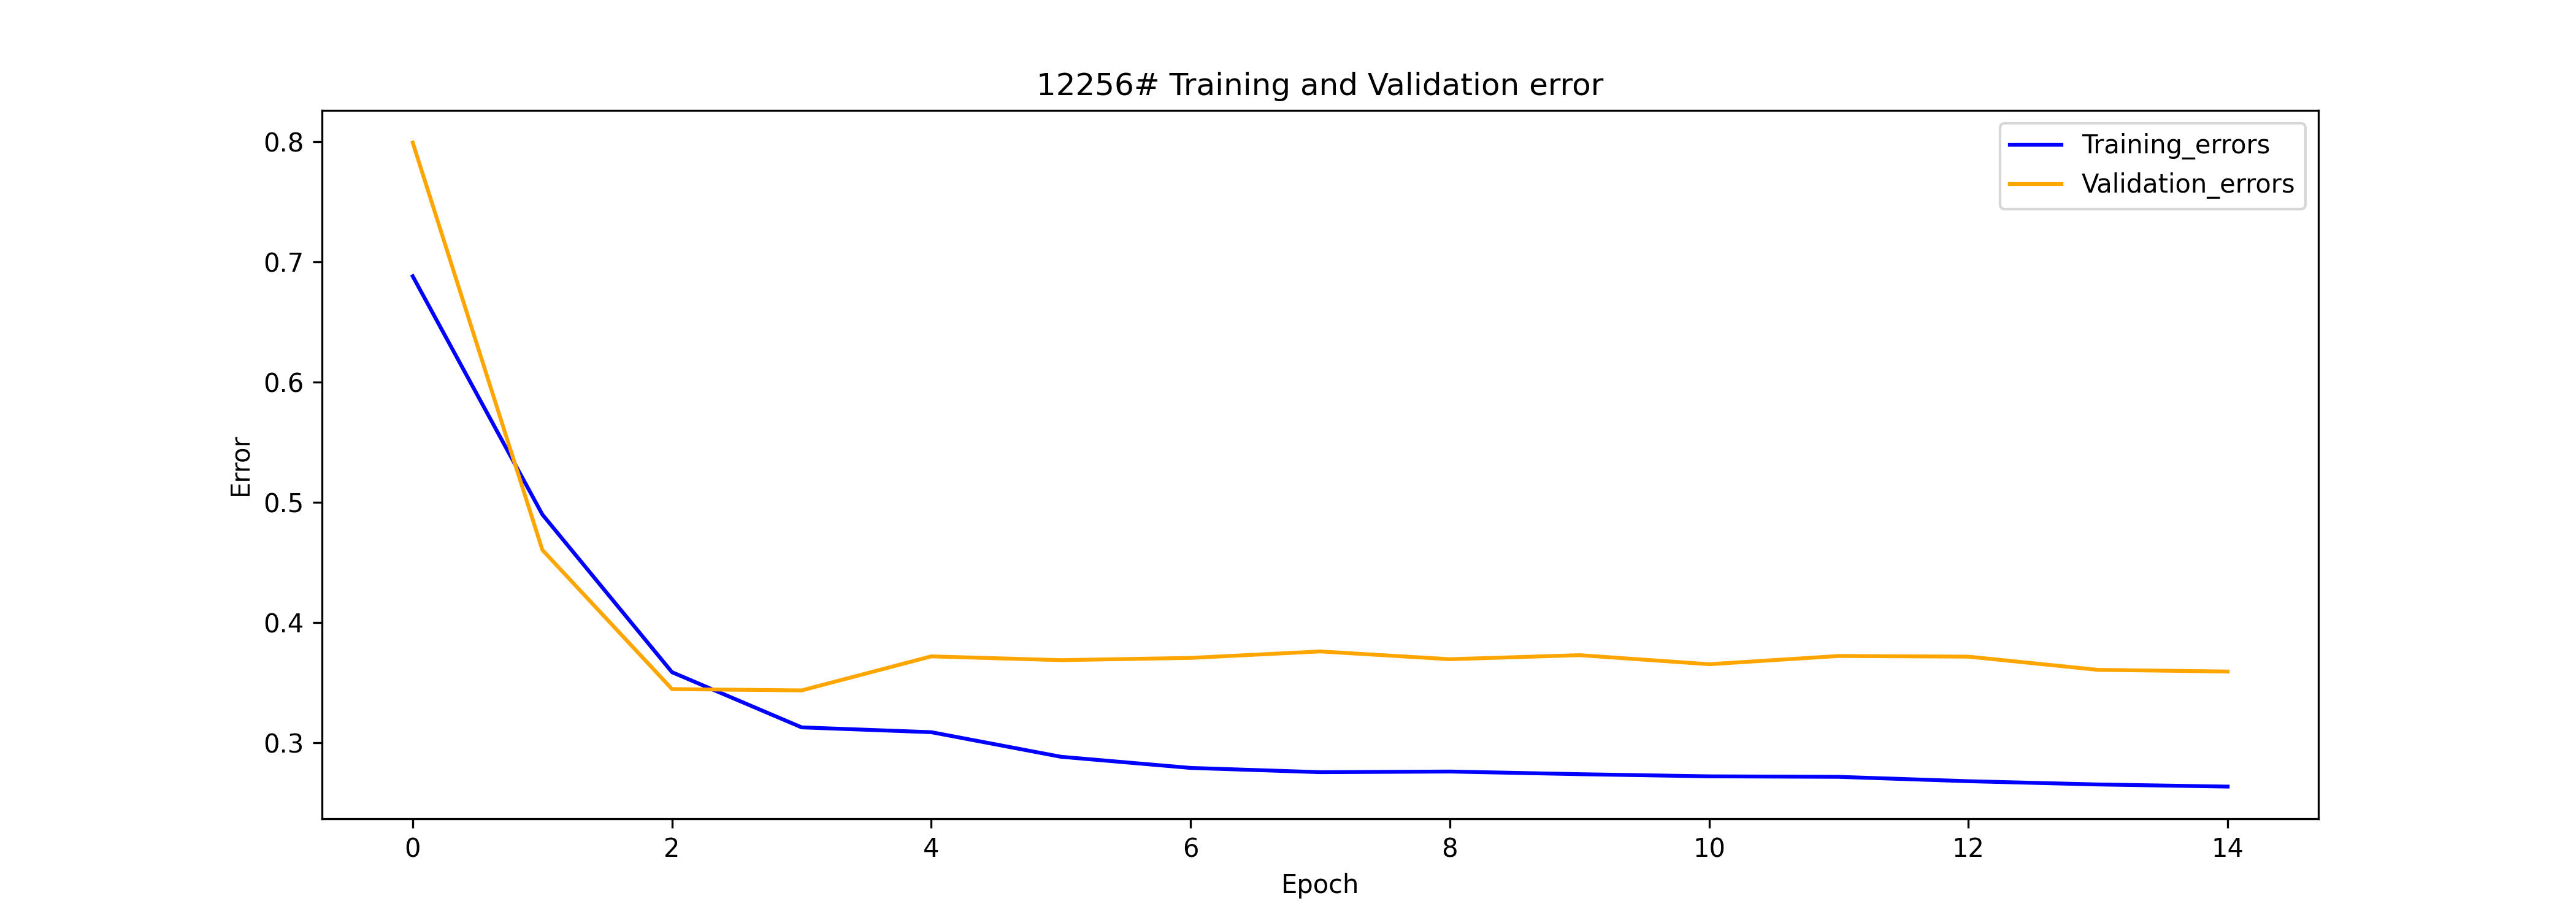 12256# Training and Validation error
Training_errors
Validation_errors
0.8
0.7
0.6
0.5
0.4
0.3
Error
0 2 4 6 8 10 12 14
Epoch